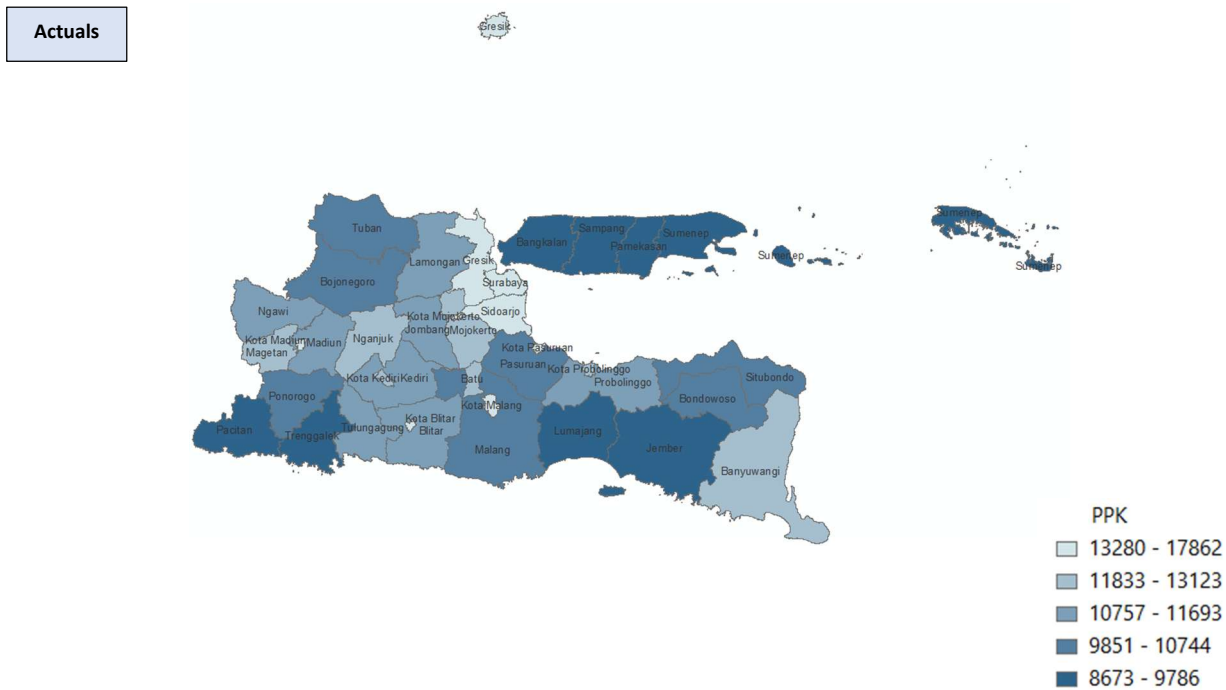 Actuals
Gresik
Sumenep
Tuban
Sampang
Sumenep
Bangkalan
Pamekasan
Sumenep
Lamongan
Gresik
Sumenep
Bojonegoro
Surabaya
Ngawi
Sidoarjo
Kota Mojokerto
Jombang
Mojokerto
Kota Madiun
Madiun
Nganjuk
Magetan
Kota Pasuruan
Pasuruan
Kota Probolinggo
Probolinggo
Kota Kediri
Kediri
Batu
Situbondo
Ponorogo
Bondowoso
Kota Malang
Kota Blitar
Blitar
Pacitan
Trenggalek
Tulungagung
Lumajang
Malang
Jember
Banyuwangi
PPK
13280 - 17862
11833 - 13123
10757 - 11693
9851 - 10744
8673 - 9786